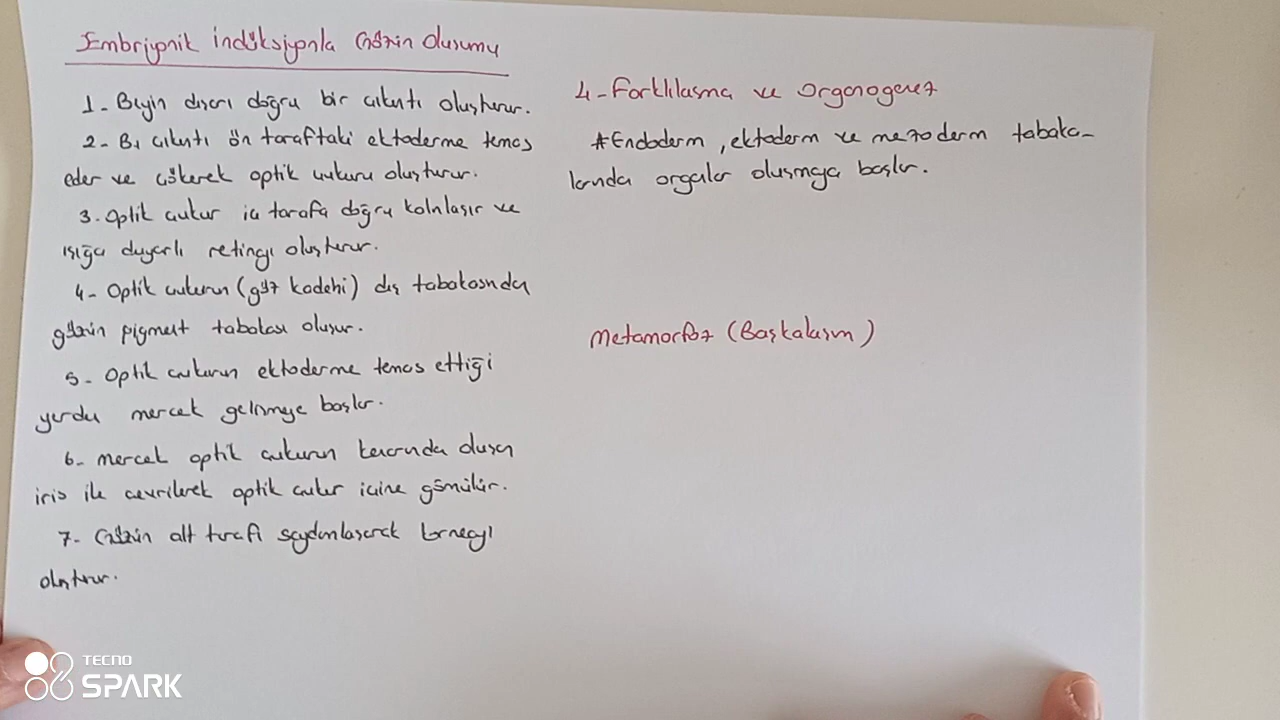 Embriyonik indüksiyonla Gözün oluşumu
1- Beyin dışarı doğru bir çıkıntı oluşturur.
2- Bu çıkıntı ön taraftaki ektoderme temas
eder ve çökerek optik çukuru oluşturur.
3. Optik çukur iç tarafa doğru kalınlaşır ve
ışığa duyarlı retinayı oluşturur.
4- Optik çukurun (göz kadehi) dış tabakasında
gözün pigment tabakası oluşur.
5- Optik çukurun ektoderme temas ettiği
yerde mercek gelişmeye başlar.
6- mercek optik çukurun kenarında oluşan
iris ile çevrilerek optik çukur içine gömülür.
7- Gözün alt tarafı saydamlaşarak korneayı
oluşturur.
4-Farklılaşma ve Organogenez
#Endoderm, ektoderm ve mezoderm tabaka-
larında orgalar oluşmaya başlar.
Metamorfoz (Başkalaşım)
TECNO
SPARK